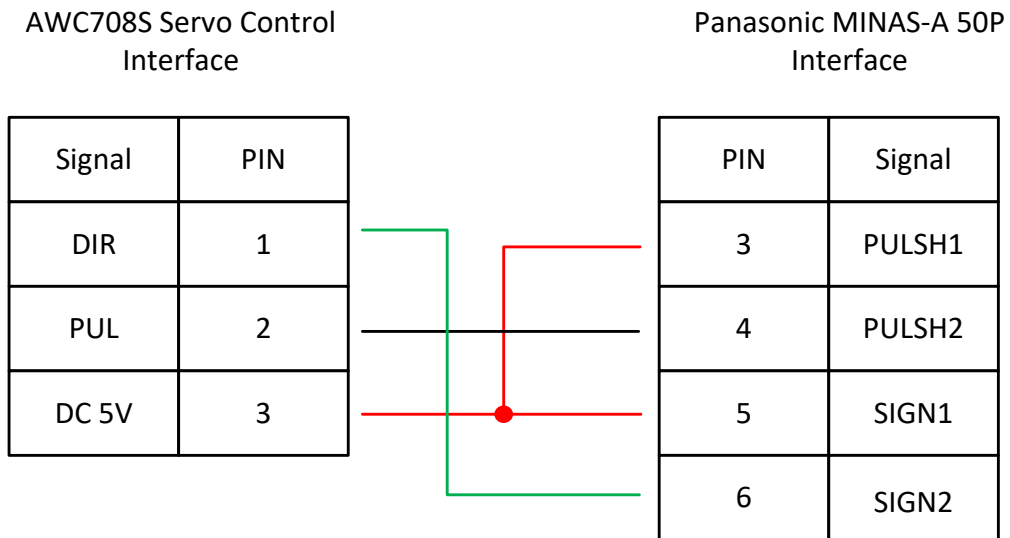 AWC708S Servo Control
Interface
Panasonic MINAS-A 50P
Interface
Signal PIN
DIR 1
PUL 2
DC 5V 3
PIN Signal
3 PULSH1
4 PULSH2
5 SIGN1
6 SIGN2